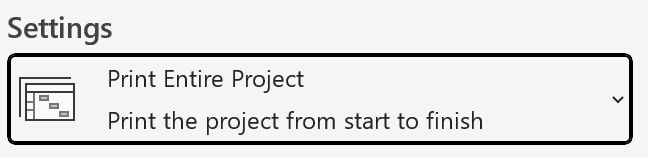 Settings
Print Entire Project
Print the project from start to finish